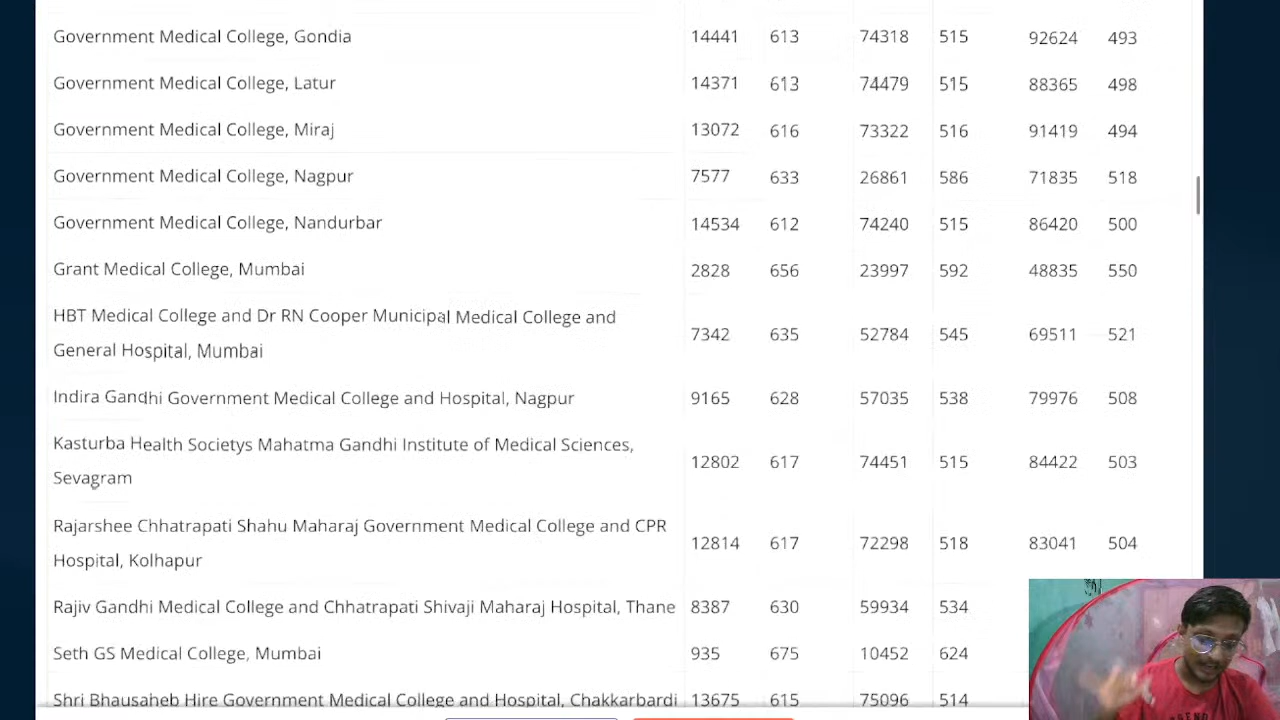 Government Medical College, Gondia 14441 613 74318 515 92624 493
Government Medical College, Latur 14371 613 74479 515 88365 498
Government Medical College, Miraj 13072 616 73322 516 91419 494
Government Medical College, Nagpur 7577 633 26861 586 71835 518
Government Medical College, Nandurbar 14534 612 74240 515 86420 500
Grant Medical College, Mumbai 2828 656 23997 592 48835 550
HBT Medical College and Dr RN Cooper Municipal Medical College and
General Hospital, Mumbai 7342 635 52784 545 69511 521
Indira Gandhi Government Medical College and Hospital, Nagpur 9165 628 57035 538 79976 508
Kasturba Health Societys Mahatma Gandhi Institute of Medical Sciences,
Sevagram 12802 617 74451 515 84422 503
Rajarshee Chhatrapati Shahu Maharaj Government Medical College and CPR
Hospital, Kolhapur 12814 617 72298 518 83041 504
Rajiv Gandhi Medical College and Chhatrapati Shivaji Maharaj Hospital, Thane 8387 630 59934 534
Seth GS Medical College, Mumbai 935 675 10452 624
Shri Bhausaheb Hire Government Medical College and Hospital, Chakkarbardi 13675 615 75096 514